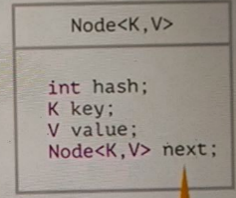 Node<K,V>
int hash;
K key;
V value;
Node<K,V> next;